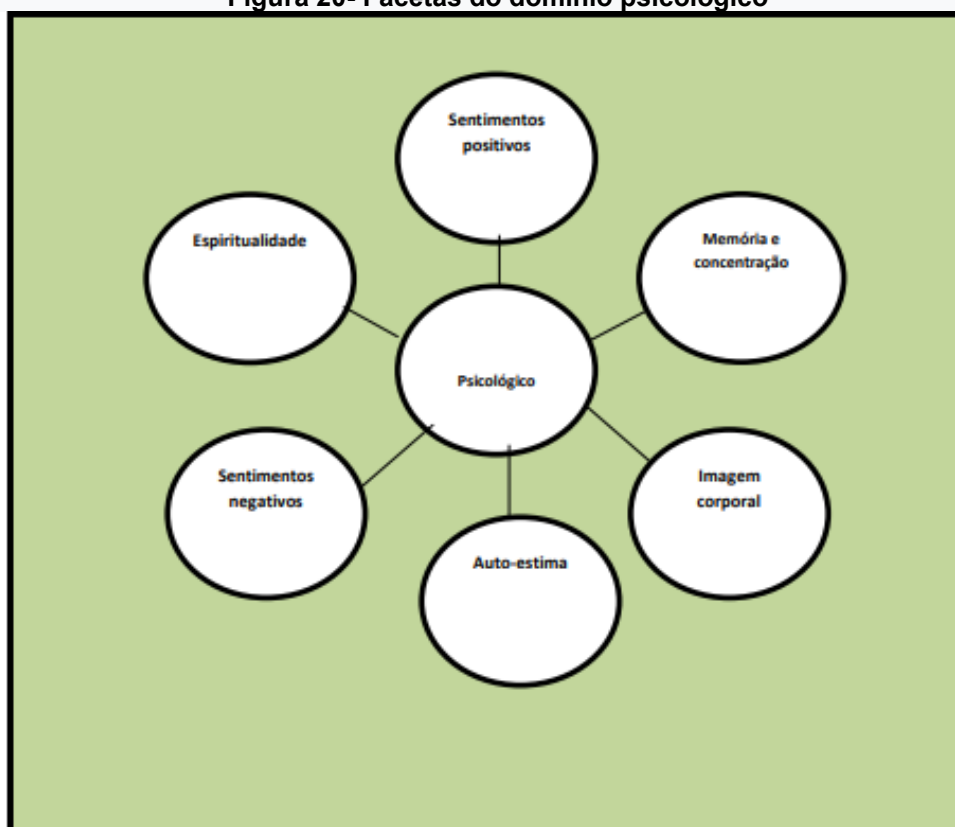 Figura 20- Facetas do domínio psicológico
Sentimentos
positivos
Espiritualidade
Memória e
concentração
Psicológico
Sentimentos
negativos
Imagem
corporal
Auto-estima